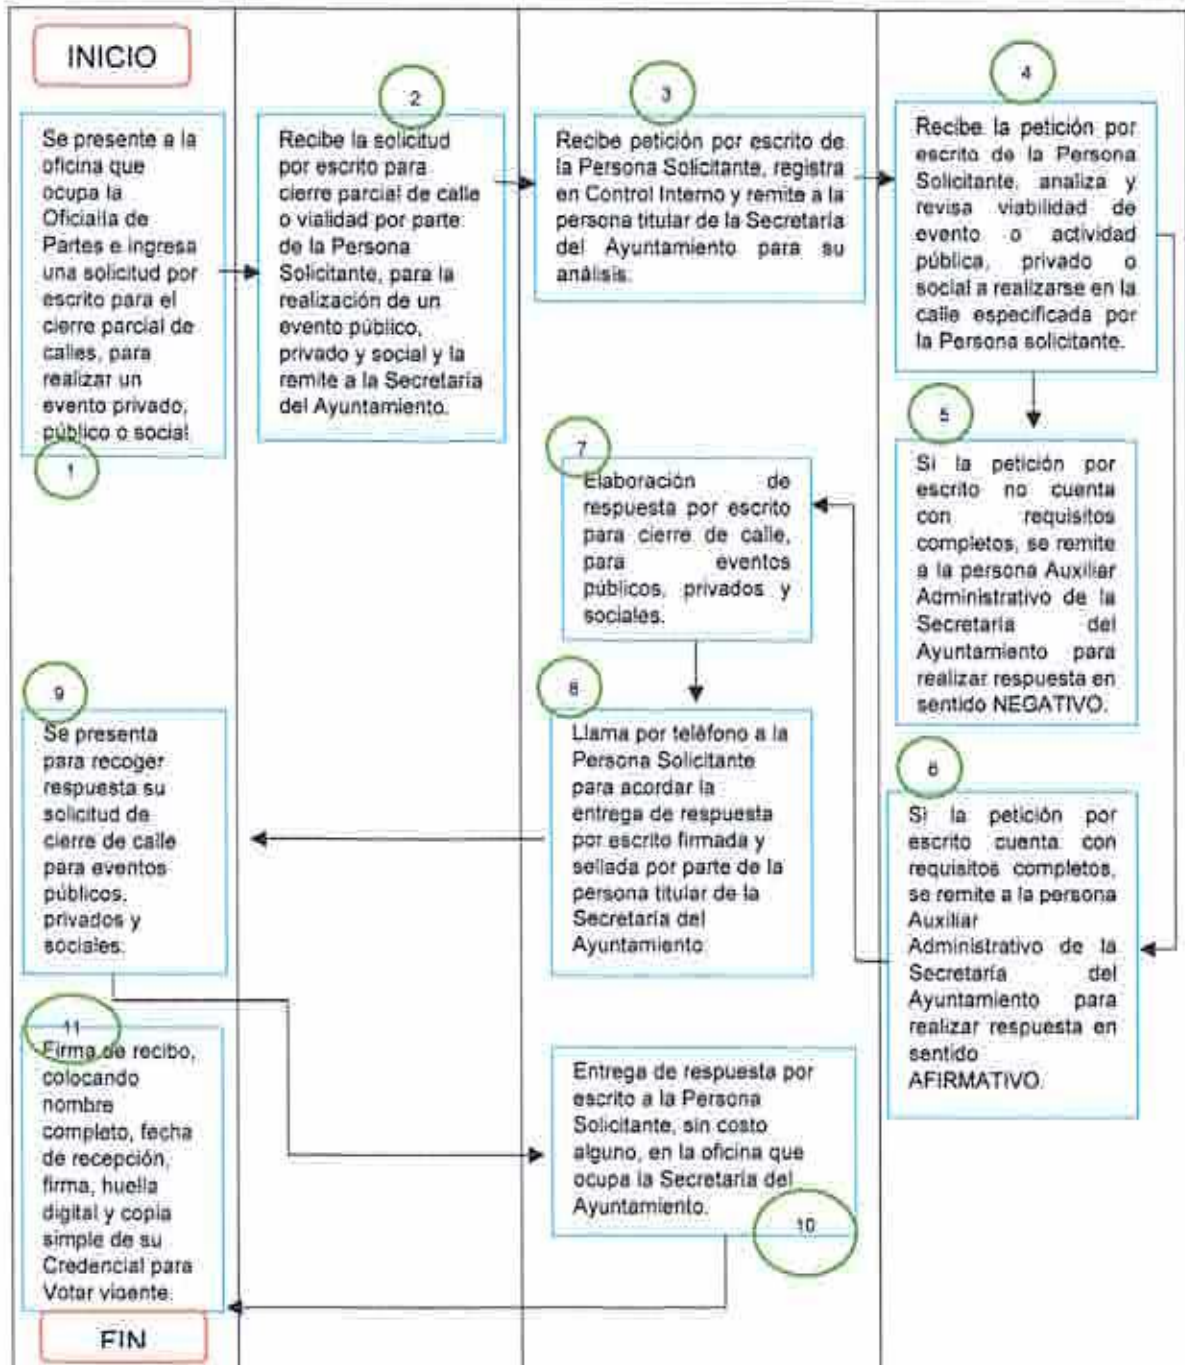 INICIO
1
Se presente a la
oficina que
ocupa la
Oficialía de
Partes e ingresa
una solicitud por
escrito para el
cierre parcial de
calles, para
realizar un
evento privado,
público o social
2
Recibe la solicitud
por escrito para
cierre parcial de calle
o vialidad por parte
de la Persona
Solicitante, para la
realización de un
evento público,
privado y social y la
remite a la Secretaría
del Ayuntamiento.
3
Recibe petición por escrito de
la Persona Solicitante, registra
en Control Interno y remite a la
persona titular de la Secretaría
del Ayuntamiento para su
análisis.
4
Recibe la petición por
escrito de la Persona
Solicitante, analiza y
revisa viabilidad de
evento o actividad
pública, privado o
social a realizarse en la
calle especificada por
la Persona solicitante.
5
Si la petición por
escrito no cuenta
con requisitos
completos, se remite
a la persona Auxiliar
Administrativo de la
Secretaría del
Ayuntamiento para
realizar respuesta en
sentido NEGATIVO.
6
Si la petición por
escrito cuenta con
requisitos completos,
se remite a la persona
Auxiliar
Administrativo de la
Secretaría del
Ayuntamiento para
realizar respuesta en
sentido
AFIRMATIVO.
7
Elaboración de
respuesta por escrito
para cierre de calle,
para eventos
públicos, privados y
sociales.
8
Llama por teléfono a la
Persona Solicitante
para acordar la
entrega de respuesta
por escrito firmada y
sellada por parte de la
persona titular de la
Secretaría del
Ayuntamiento
9
Se presenta
para recoger
respuesta su
solicitud de
cierre de calle
para eventos
públicos,
privados y
sociales.
10
Entrega de respuesta por
escrito a la Persona
Solicitante, sin costo
alguno, en la oficina que
ocupa la Secretaría del
Ayuntamiento.
11
Firma de recibo,
colocando
nombre
completo, fecha
de recepción,
firma, huella
digital y copia
simple de su
Credencial para
Votar vigente.
FIN